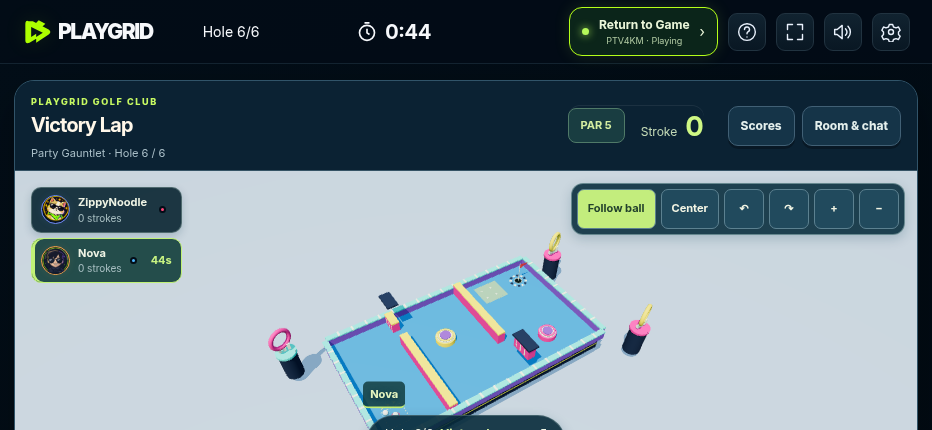 PLAYGRID
Hole 6/6
0:44
Return to Game
PTV4KM · Playing
PLAYGRID GOLF CLUB
Victory Lap
Party Gauntlet · Hole 6 / 6
PAR 5
Stroke 0
Scores
Room & chat
ZippyNoodle
0 strokes
Nova
0 strokes
44s
Follow ball
Center
Nova